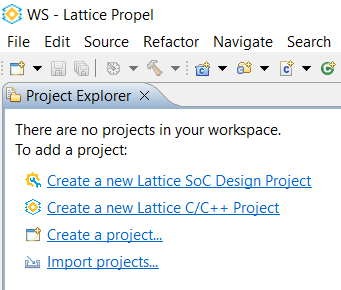 WS - Lattice Propel
File Edit Source Refactor Navigate Search
Project Explorer
There are no projects in your workspace.
To add a project:
Create a new Lattice SoC Design Project
Create a new Lattice C/C++ Project
Create a project...
Import projects...